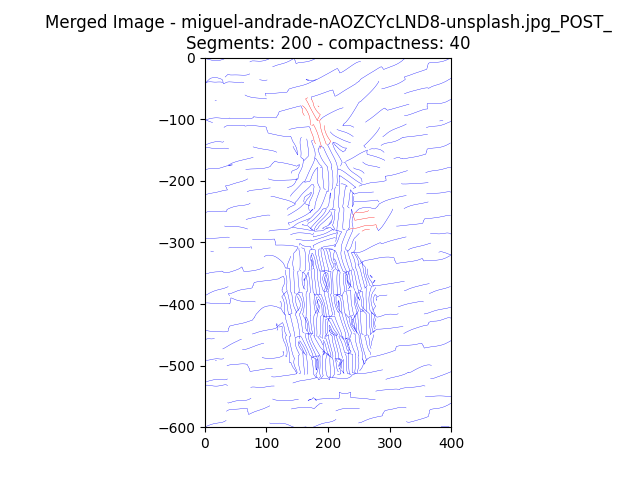 Merged Image - miguel-andrade-nAOZCYcLND8-unsplash.jpg_POST_
Segments: 200 - compactness: 40
0
−100
−200
−300
−400
−500
−600
0 100 200 300 400